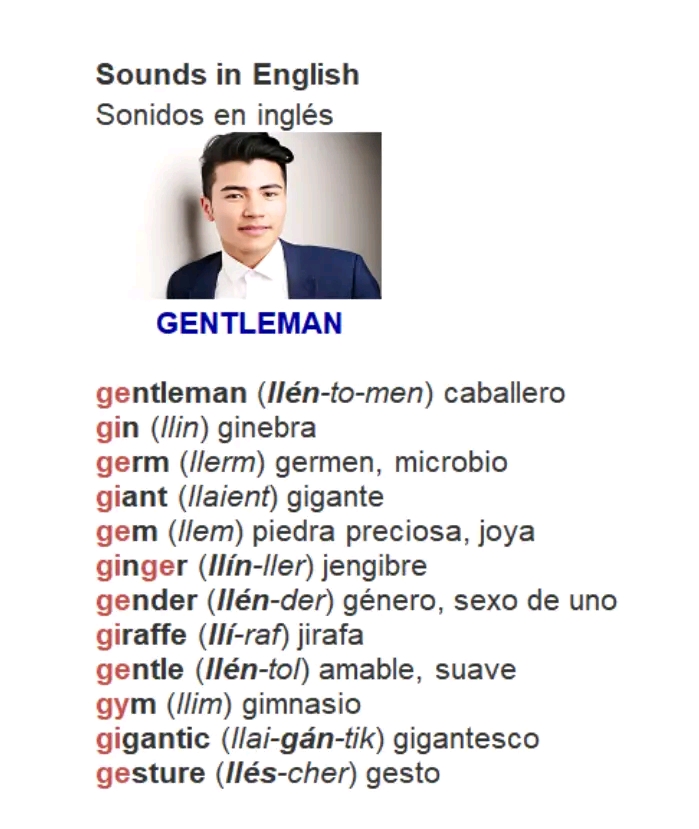 Sounds in English
Sonidos en inglés
GENTLEMAN
gentleman (llén-to-men) caballero
gin (llin) ginebra
germ (llerm) germen, microbio
giant (llaient) gigante
gem (llem) piedra preciosa, joya
ginger (llín-ller) jengibre
gender (llén-der) género, sexo de uno
giraffe (llí-raf) jirafa
gentle (llén-tol) amable, suave
gym (llim) gimnasio
gigantic (llai-gán-tik) gigantesco
gesture (llés-cher) gesto